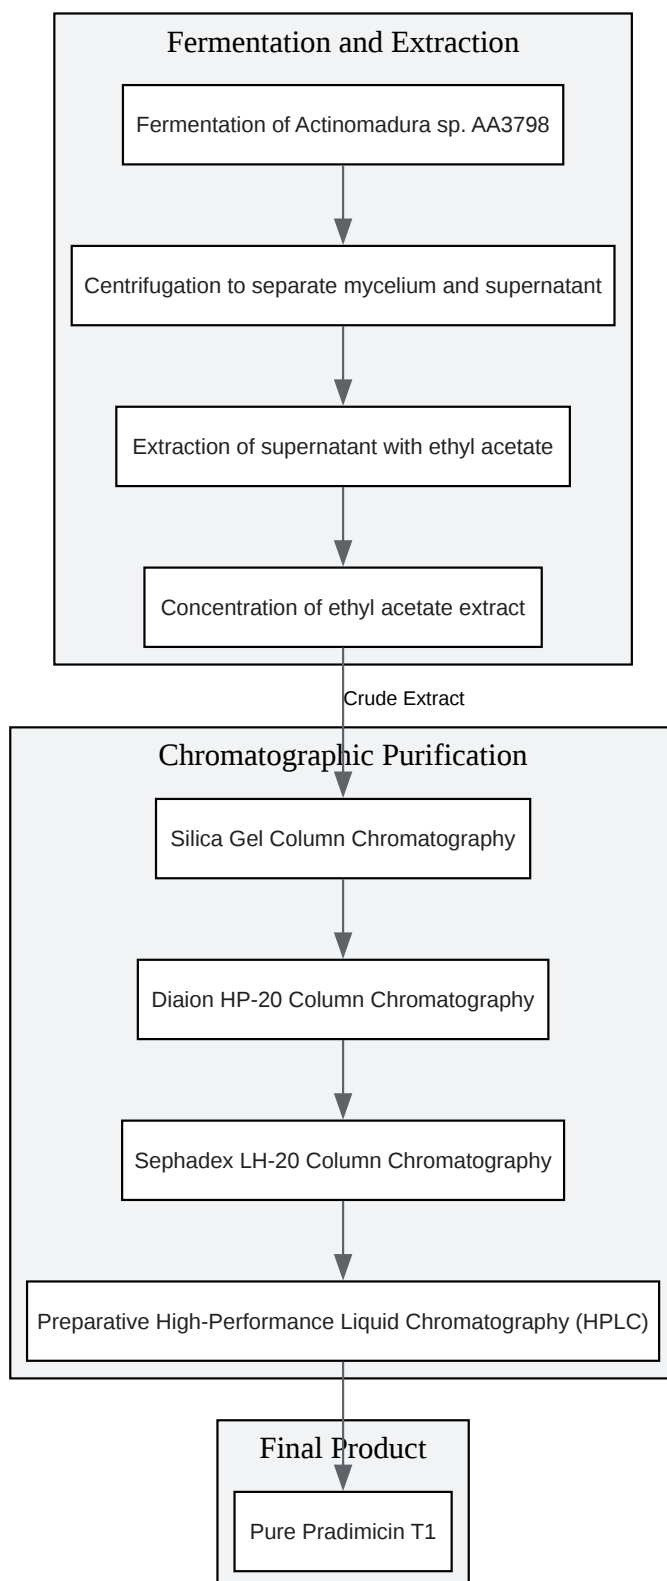 Fermentation and Extraction
Fermentation of Actinomadura sp. AA3798
Centrifugation to separate mycelium and supernatant
Extraction of supernatant with ethyl acetate
Concentration of ethyl acetate extract
Crude Extract
Chromatographic Purification
Silica Gel Column Chromatography
Diaion HP-20 Column Chromatography
Sephadex LH-20 Column Chromatography
Preparative High-Performance Liquid Chromatography (HPLC)
Final Product
Pure Pradimicin T1